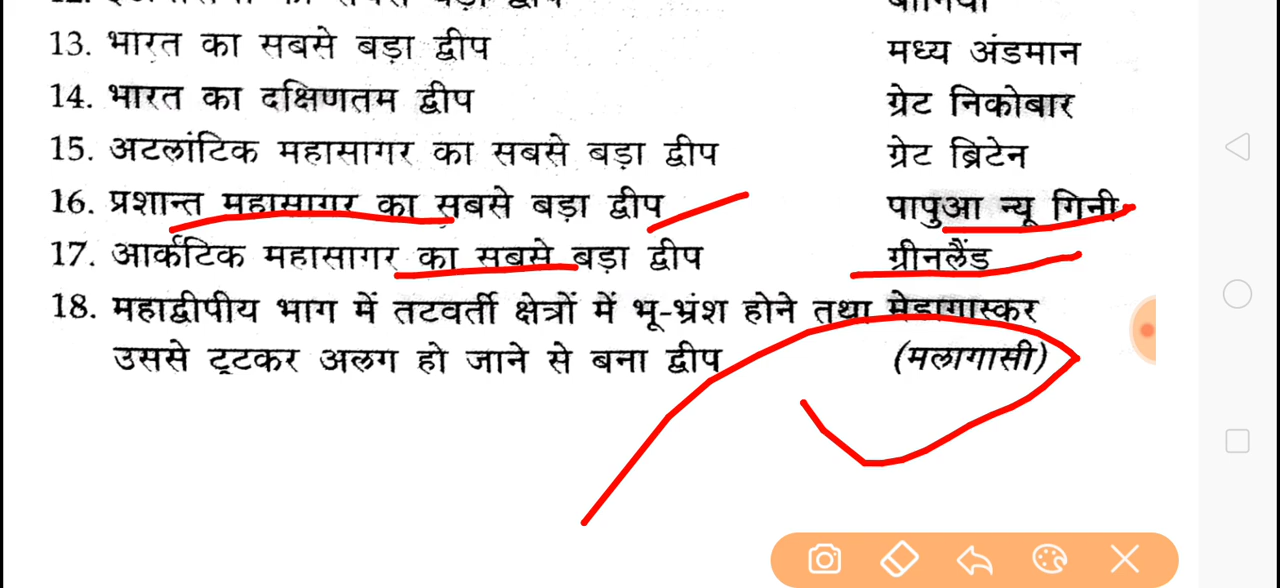 13. भारत का सबसे बड़ा द्वीप मध्य अंडमान
14. भारत का दक्षिणतम द्वीप ग्रेट निकोबार
15. अटलांटिक महासागर का सबसे बड़ा द्वीप ग्रेट ब्रिटेन
16. प्रशान्त महासागर का सबसे बड़ा द्वीप पापुआ न्यू गिनी
17. आर्कटिक महासागर का सबसे बड़ा द्वीप ग्रीनलैंड
18. महाद्वीपीय भाग में तटवर्ती क्षेत्रों में भू-भ्रंश होने तथा मेडागास्कर
उससे टूटकर अलग हो जाने से बना द्वीप (मलागासी)